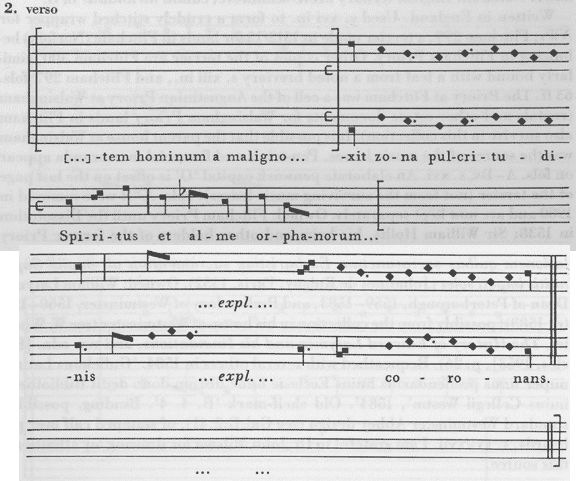 2. verso
[...] - tem hominum a maligno ... -xit zo - na pul-cri - tu di-
Spi - ri - tus et al - me or - pha-norum...
... expl ....
-nis ... expl .... co - ro - nans.
... ...